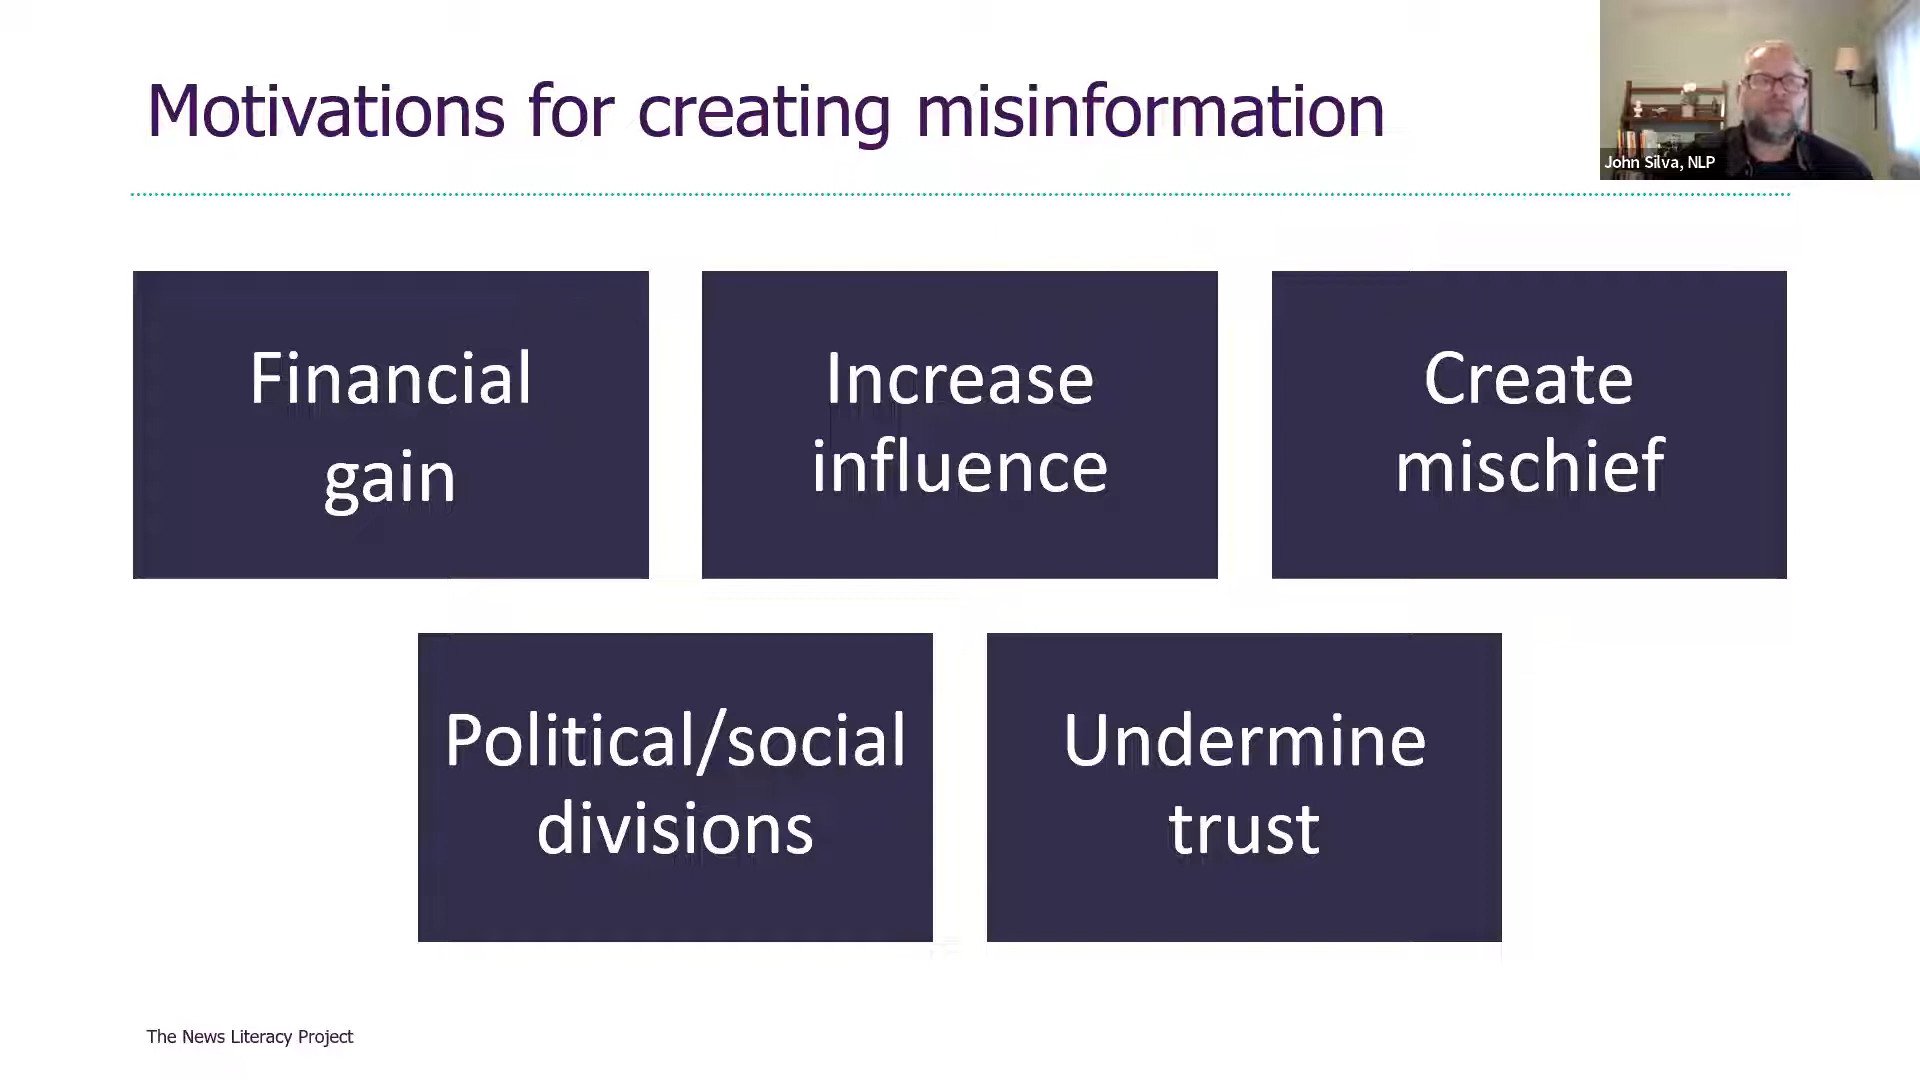 Motivations for creating misinformation
John Silva, NLP
Financial
gain
Increase
influence
Create
mischief
Political/social
divisions
Undermine
trust
The News Literacy Project